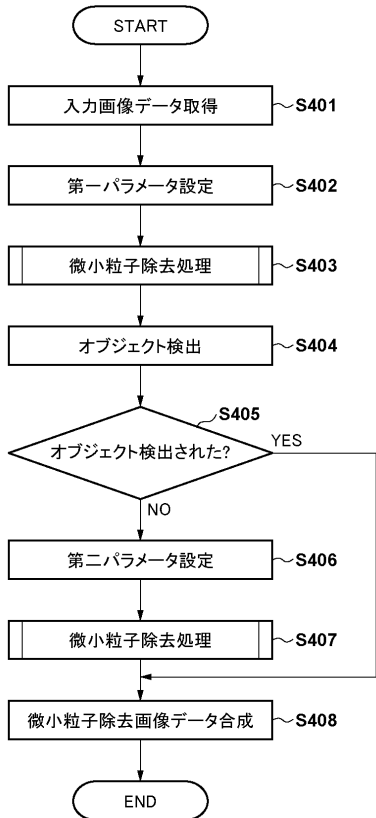 START
入力画像データ取得
S401
第一パラメータ設定
S402
微小粒子除去処理
S403
オブジェクト検出
S404
S405
オブジェクト検出された?
YES
NO
第二パラメータ設定
S406
微小粒子除去処理
S407
微小粒子除去画像データ合成
S408
END